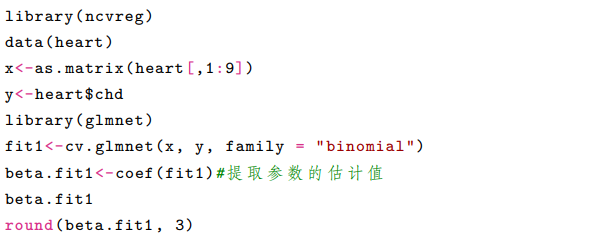 library(ncvreg)
data(heart)
x<-as.matrix(heart[,1:9])
y<-heart$chd
library(glmnet)
fit1<-cv.glmnet(x, y, family = "binomial")
beta.fit1<-coef(fit1)#提取参数的估计值
beta.fit1
round(beta.fit1, 3)